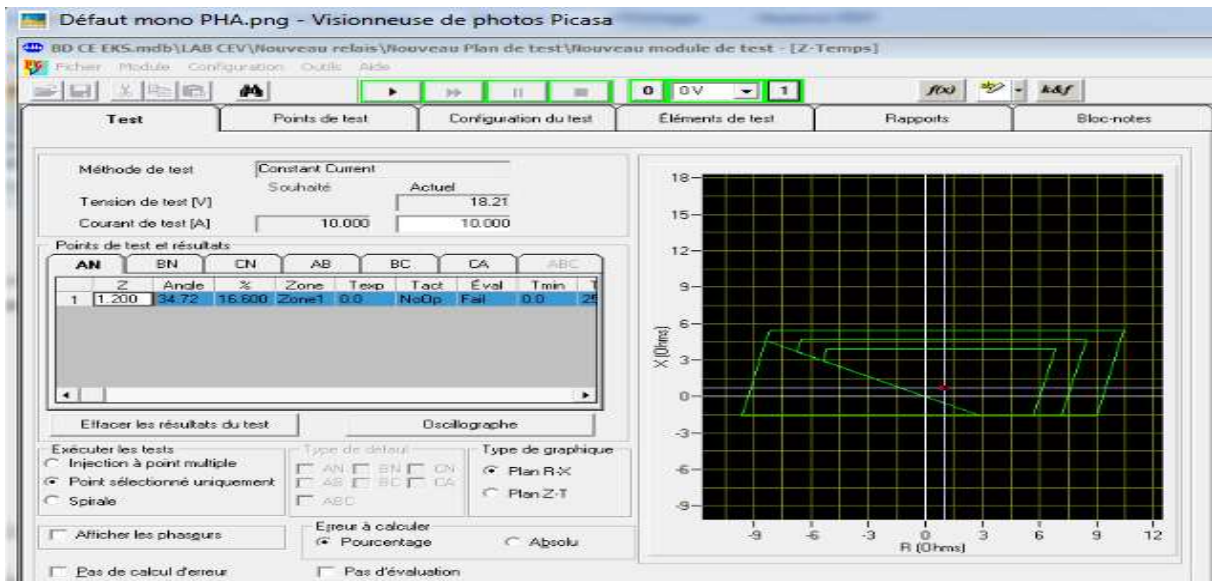 Défaut mono PHA.png - Visionneuse de photos Picasa
BD CE EKS.mdb\LAB CEV\Nouveau relais\Nouveau Plan de test\Nouveau module de test - [Z-Temps]
Fichier Module Configuration Outils Aide
0 0V 1 f(x) k&f
Test Points de test Configuration du test Éléments de test Rapports Bloc-notes
Méthode de test Constant Current
Souhaité Actuel
Tension de test [V] 18.21
Courant de test [A] 10.000 10.000
Points de test et résultats
AN BN CN AB BC CA ABC
Z Angle % Zone Texp Tact Éval Tmin
1 1.200 34.72 16.600 Zone1 0.0 NoOp Fail 0.0
Effacer les résultats du test Oscillographe
Exécuter les tests Type de défaut Type de graphique
Injection à point multiple AN BN CN Plan R-X
Point sélectionné uniquement AB BC CA
Spirale ABC Plan Z-T
Afficher les phaseurs Erreur à calculer
Pourcentage Absolu
Pas de calcul d'erreur Pas d'évaluation
18
15
12
9
6
3
0
-3
-6
-9
X (Ohms)
-9 -6 -3 0 3 6 9 12
R (Ohms)